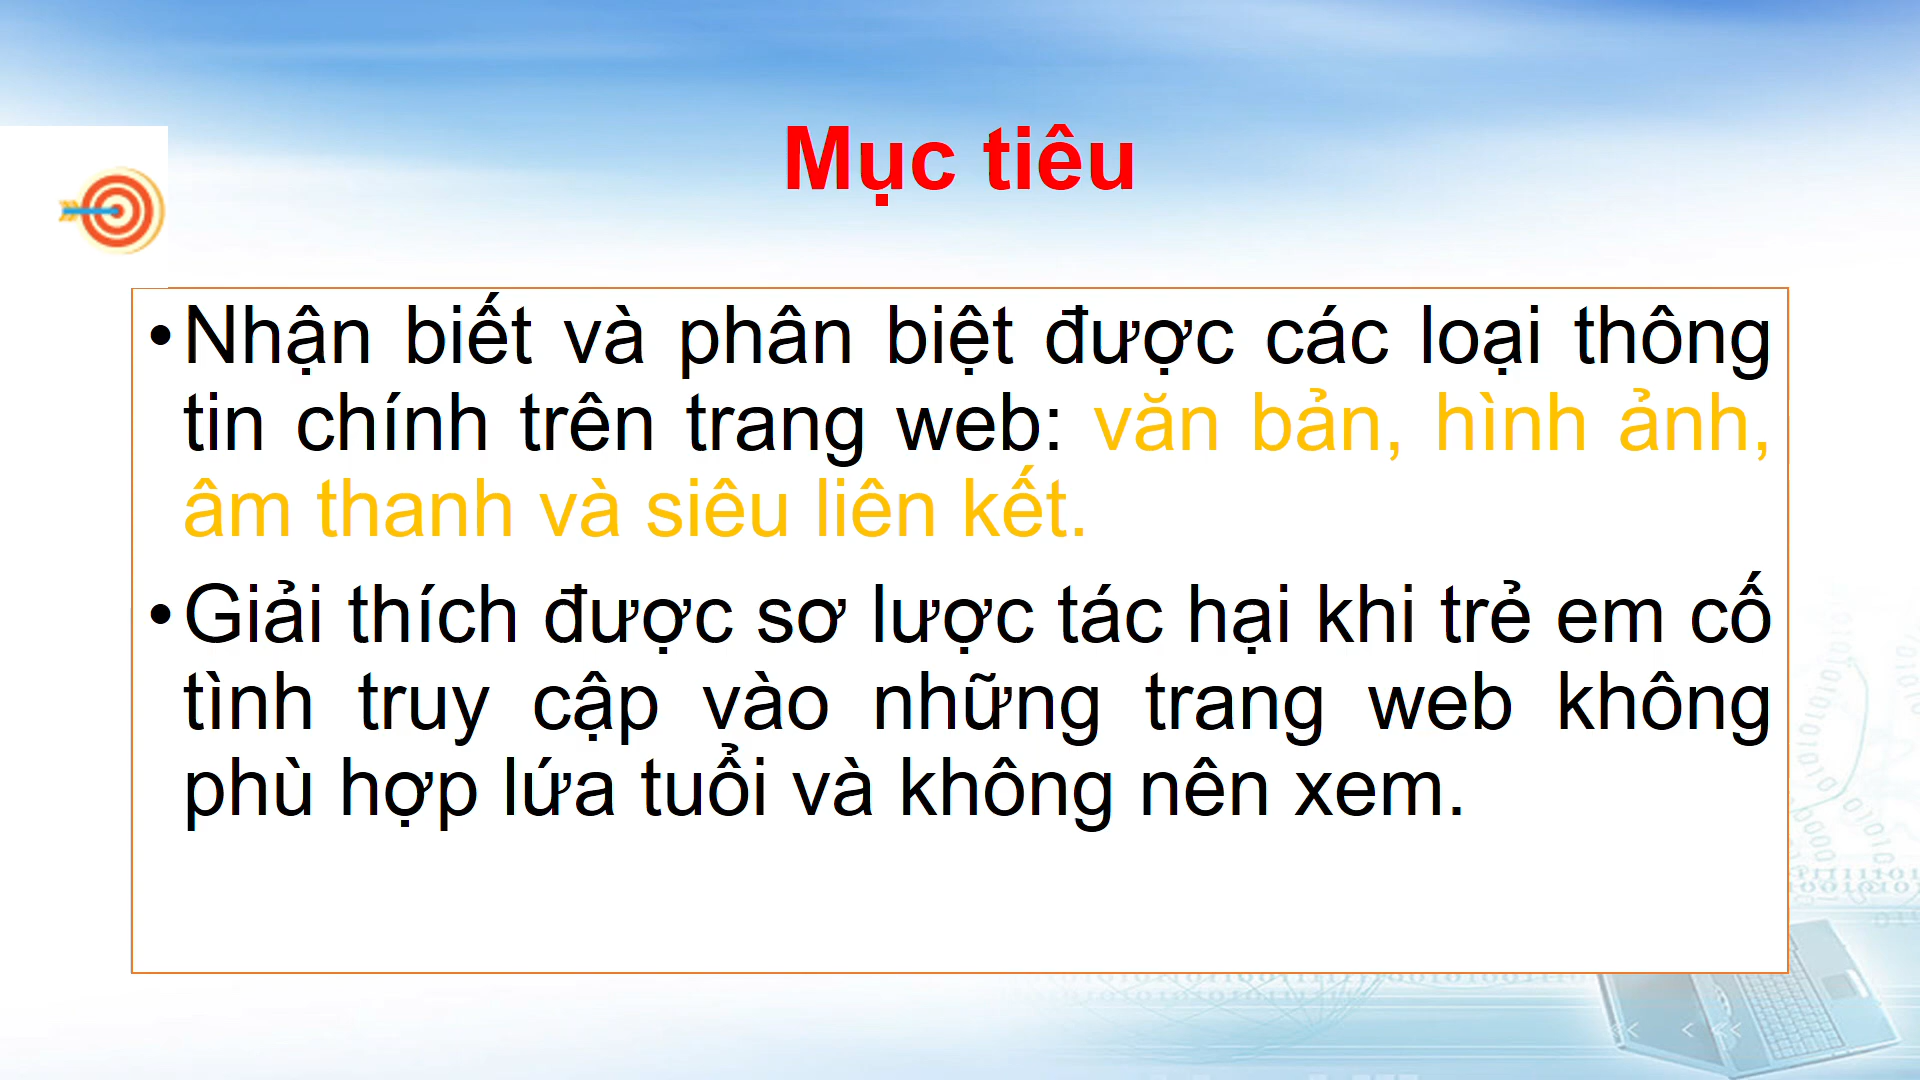 Mục tiêu
•Nhận biết và phân biệt được các loại thông
tin chính trên trang web: văn bản, hình ảnh,
âm thanh và siêu liên kết.
•Giải thích được sơ lược tác hại khi trẻ em cố
tình truy cập vào những trang web không
phù hợp lứa tuổi và không nên xem.